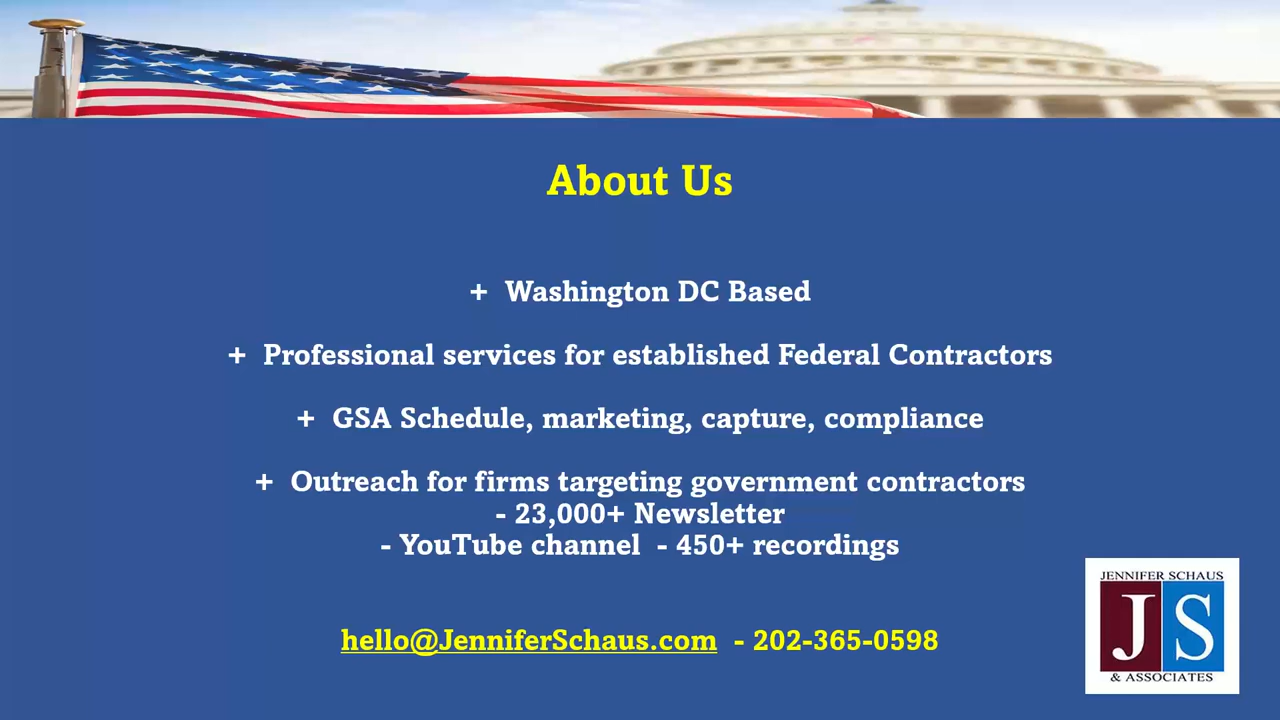 About Us
+ Washington DC Based
+ Professional services for established Federal Contractors
+ GSA Schedule, marketing, capture, compliance
+ Outreach for firms targeting government contractors
- 23,000+ Newsletter
- YouTube channel - 450+ recordings
hello@JenniferSchaus.com - 202-365-0598
JENNIFER SCHAUS
JS
& ASSOCIATES